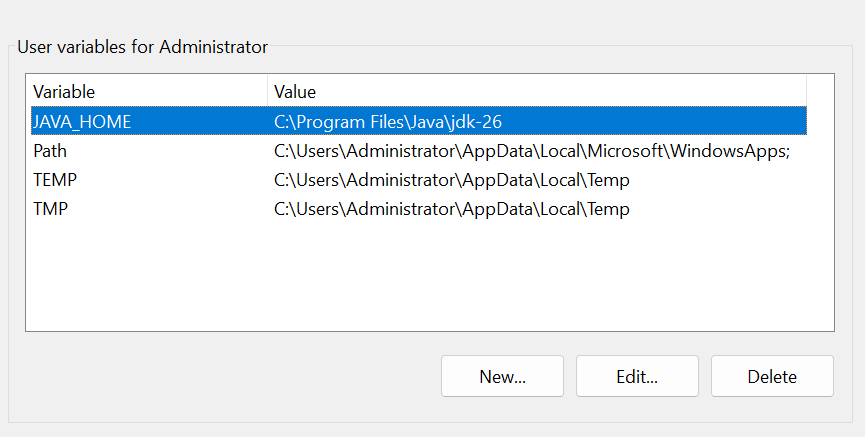 User variables for Administrator
Variable Value
JAVA_HOME C:\Program Files\Java\jdk-26
Path C:\Users\Administrator\AppData\Local\Microsoft\WindowsApps;
TEMP C:\Users\Administrator\AppData\Local\Temp
TMP C:\Users\Administrator\AppData\Local\Temp
New... Edit... Delete